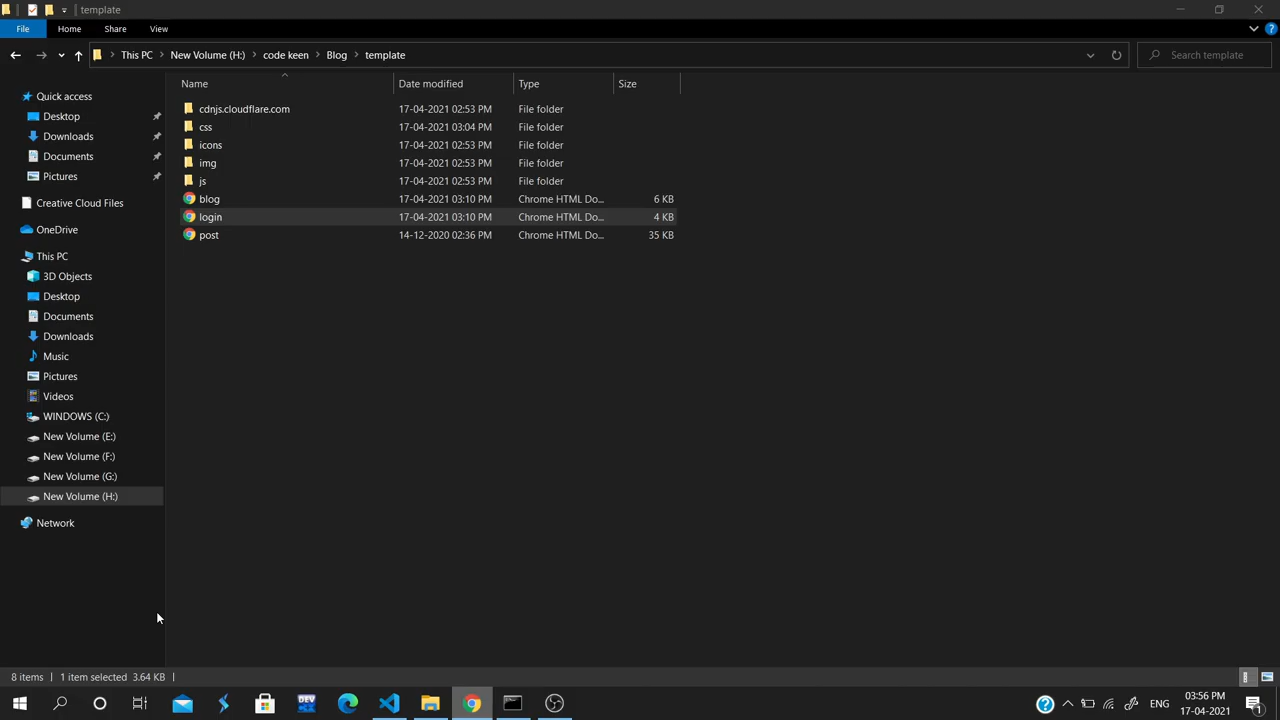 template
File Home Share View
This PC New Volume (H:) code keen Blog template Search template
Name Date modified Type Size
Quick access
Desktop
Downloads
Documents
Pictures
Creative Cloud Files
OneDrive
This PC
3D Objects
Desktop
Documents
Downloads
Music
Pictures
Videos
WINDOWS (C:)
New Volume (E:)
New Volume (F:)
New Volume (G:)
New Volume (H:)
Network
cdnjs.cloudflare.com 17-04-2021 02:53 PM File folder
css 17-04-2021 03:04 PM File folder
icons 17-04-2021 02:53 PM File folder
img 17-04-2021 02:53 PM File folder
js 17-04-2021 02:53 PM File folder
blog 17-04-2021 03:10 PM Chrome HTML Do... 6 KB
login 17-04-2021 03:10 PM Chrome HTML Do... 4 KB
post 14-12-2020 02:36 PM Chrome HTML Do... 35 KB
8 items 1 item selected 3.64 KB
DEV
ENG 03:56 PM
17-04-2021
1